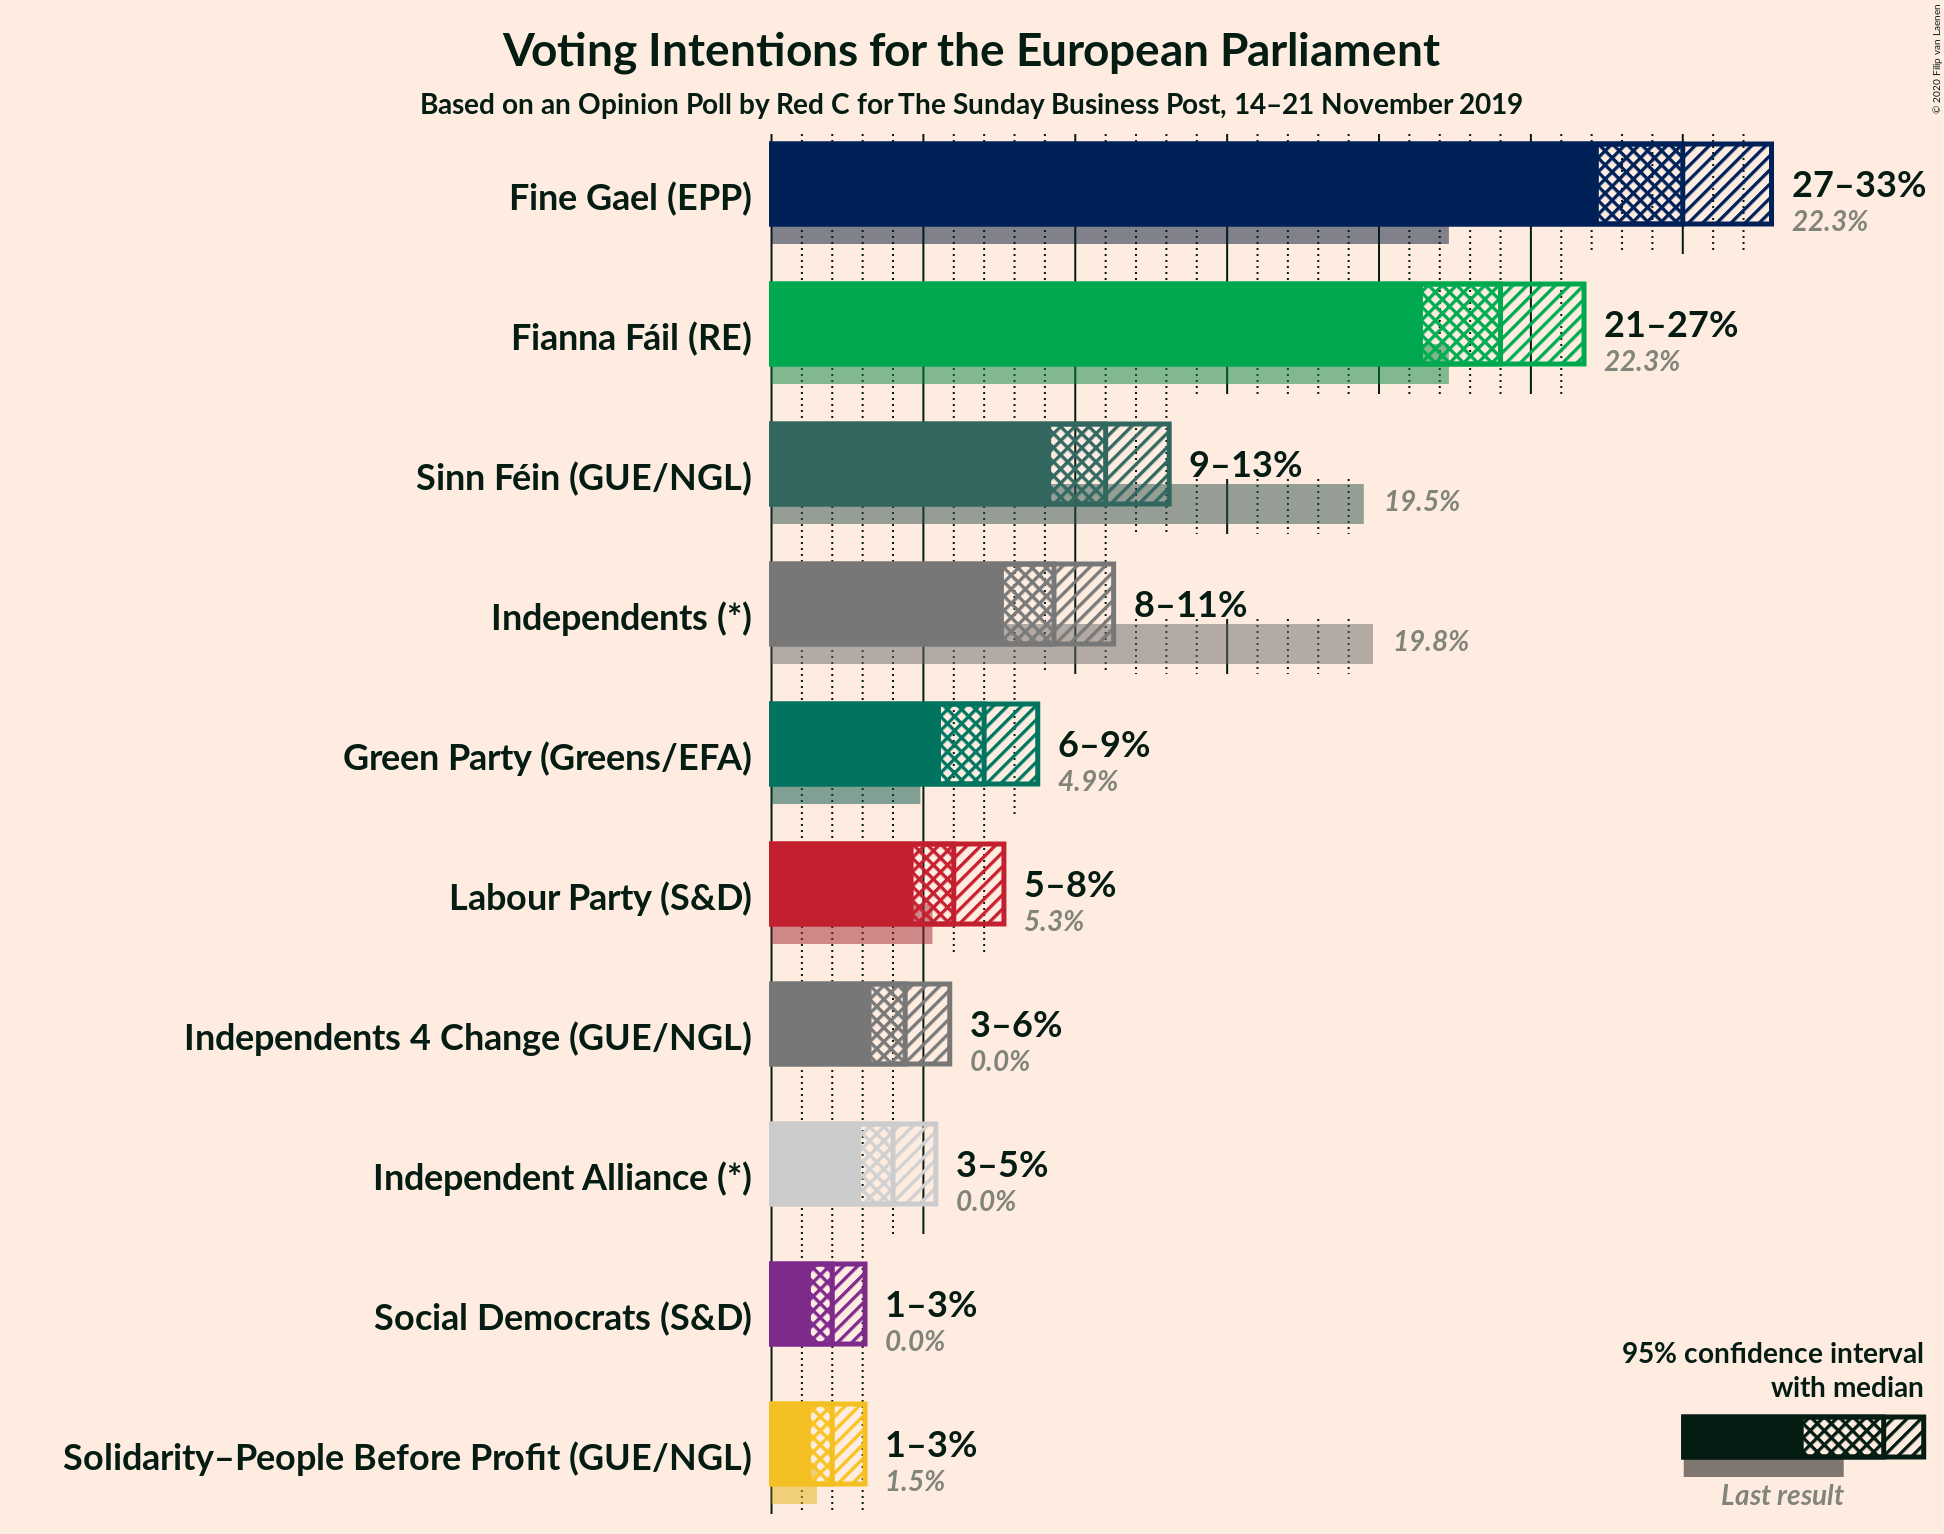 Voting Intentions for the European Parliament
Based on an Opinion Poll by Red C for The Sunday Business Post, 14–21 November 2019
© 2020 Filip van Laenen
Fine Gael (EPP)
27–33%
22.3%
Fianna Fáil (RE)
21–27%
22.3%
Sinn Féin (GUE/NGL)
9–13%
19.5%
Independents (*)
8–11%
19.8%
Green Party (Greens/EFA)
6–9%
4.9%
Labour Party (S&D)
5–8%
5.3%
Independents 4 Change (GUE/NGL)
3–6%
0.0%
Independent Alliance (*)
3–5%
0.0%
Social Democrats (S&D)
1–3%
0.0%
Solidarity–People Before Profit (GUE/NGL)
1–3%
1.5%
95% confidence interval
with median
Last result